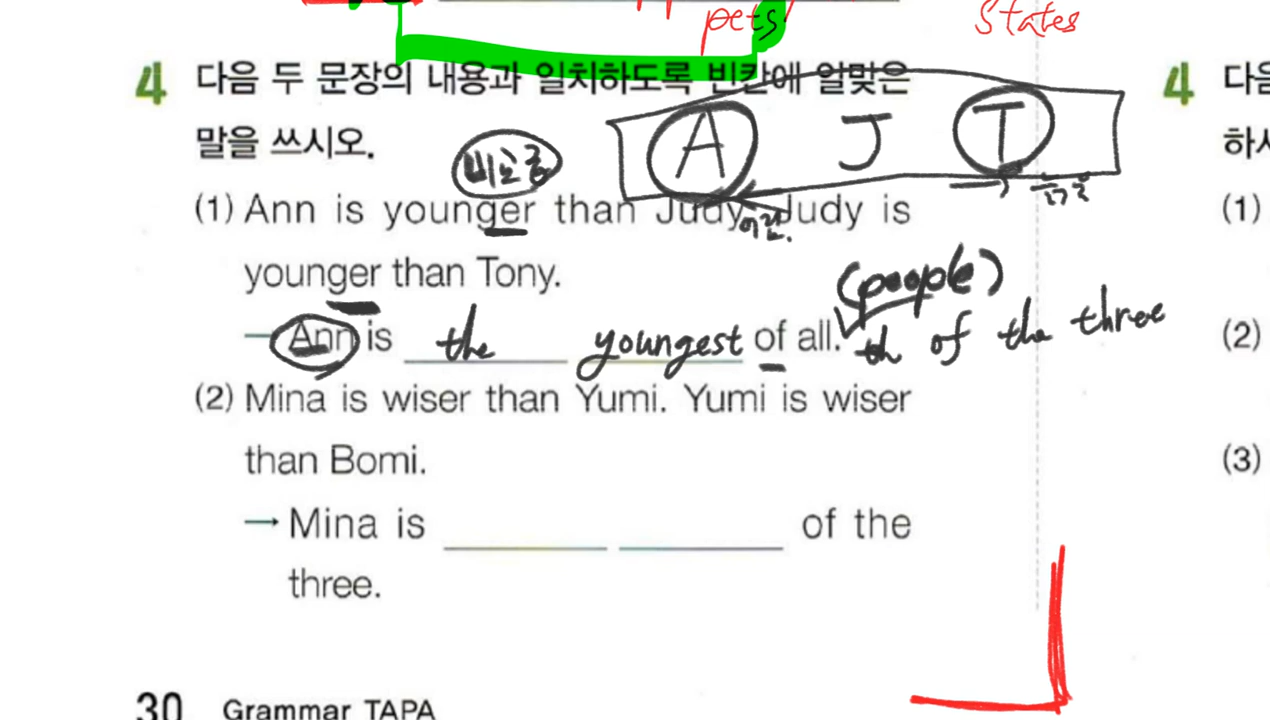 pets
States
4 다음 두 문장의 내용과 일치하도록 빈칸에 알맞은
말을 쓰시오.
비교급
A J T
(1) Ann is younger than Judy. Judy is
younger than Tony.
(people)
→ Ann is the youngest of all. th of the three
(2) Mina is wiser than Yumi. Yumi is wiser
than Bomi.
→ Mina is of the
three.
30 Grammar TAPA
4 다음
(1)
(2)
(3)